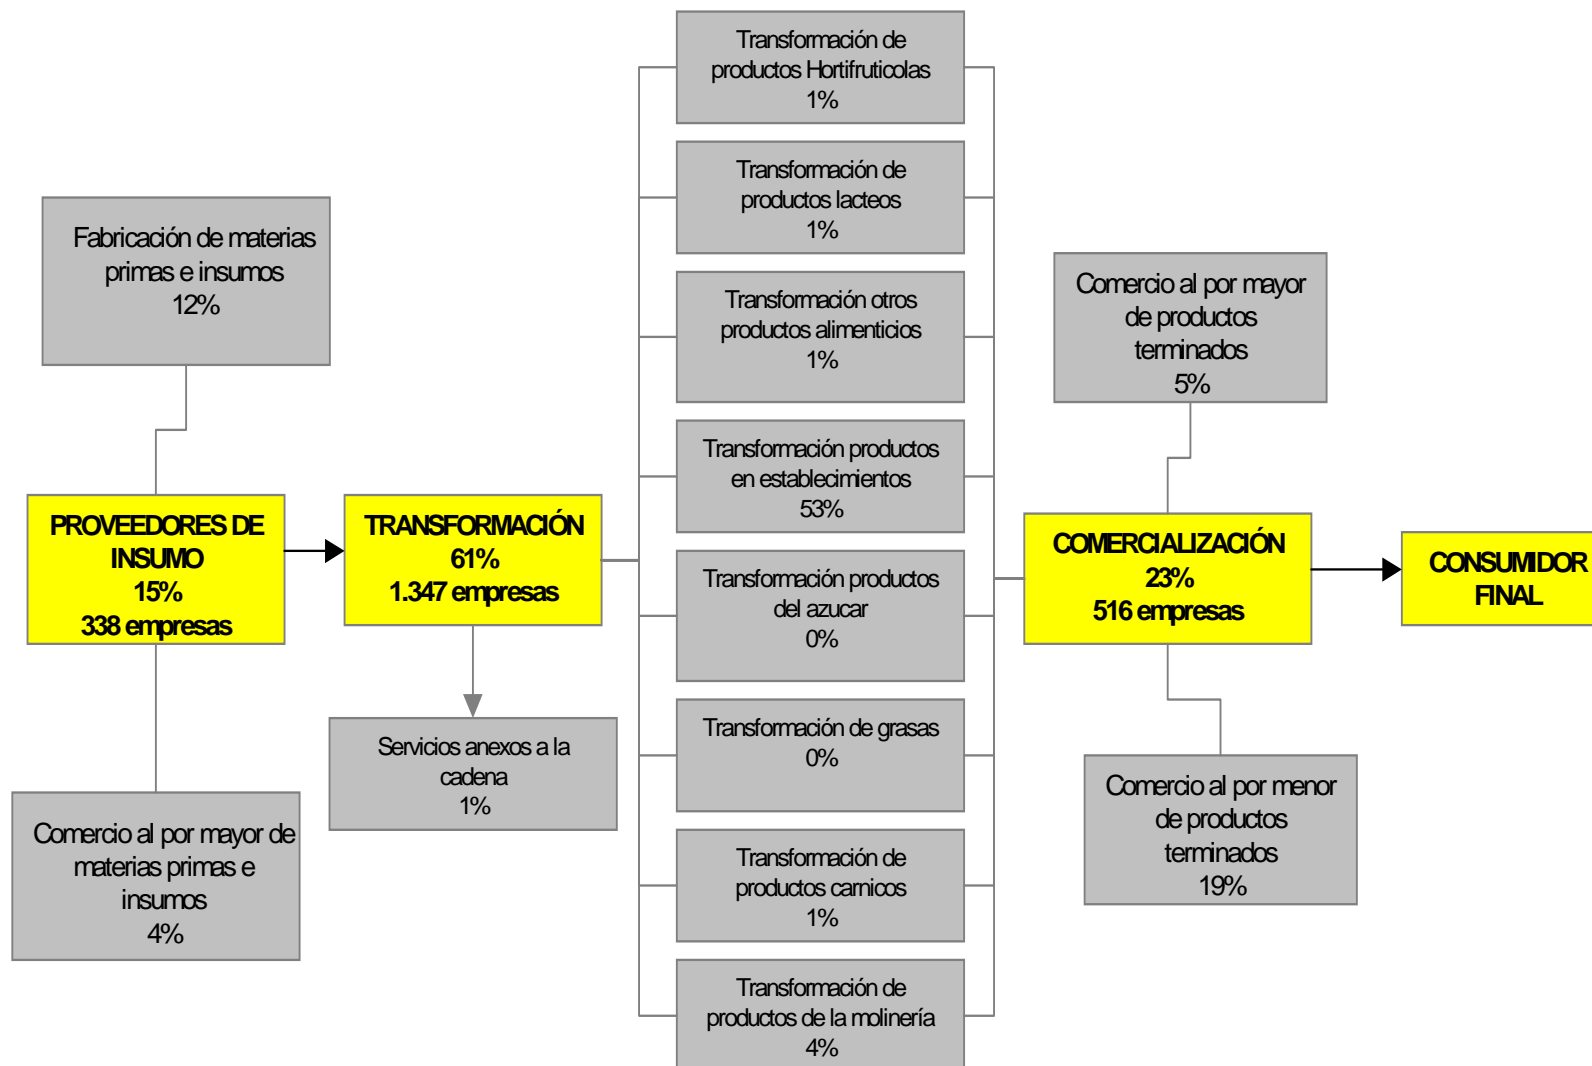 Fabricación de materias
primas e insumos
12%
PROVEEDORES DE
INSUMO
15%
338 empresas
Comercio al por mayor de
materias primas e
insumos
4%
TRANSFORMACIÓN
61%
1.347 empresas
Servicios anexos a la
cadena
1%
Transformación de
productos Hortifruticolas
1%
Transformación de
productos lacteos
1%
Transformación otros
productos alimenticios
1%
Transformación productos
en establecimientos
53%
Transformación productos
del azucar
0%
Transformación de grasas
0%
Transformación de
productos carnicos
1%
Transformación de
productos de la molinería
4%
Comercio al por mayor
de productos
terminados
5%
COMERCIALIZACIÓN
23%
516 empresas
Comercio al por menor
de productos
terminados
19%
CONSUMIDOR
FINAL